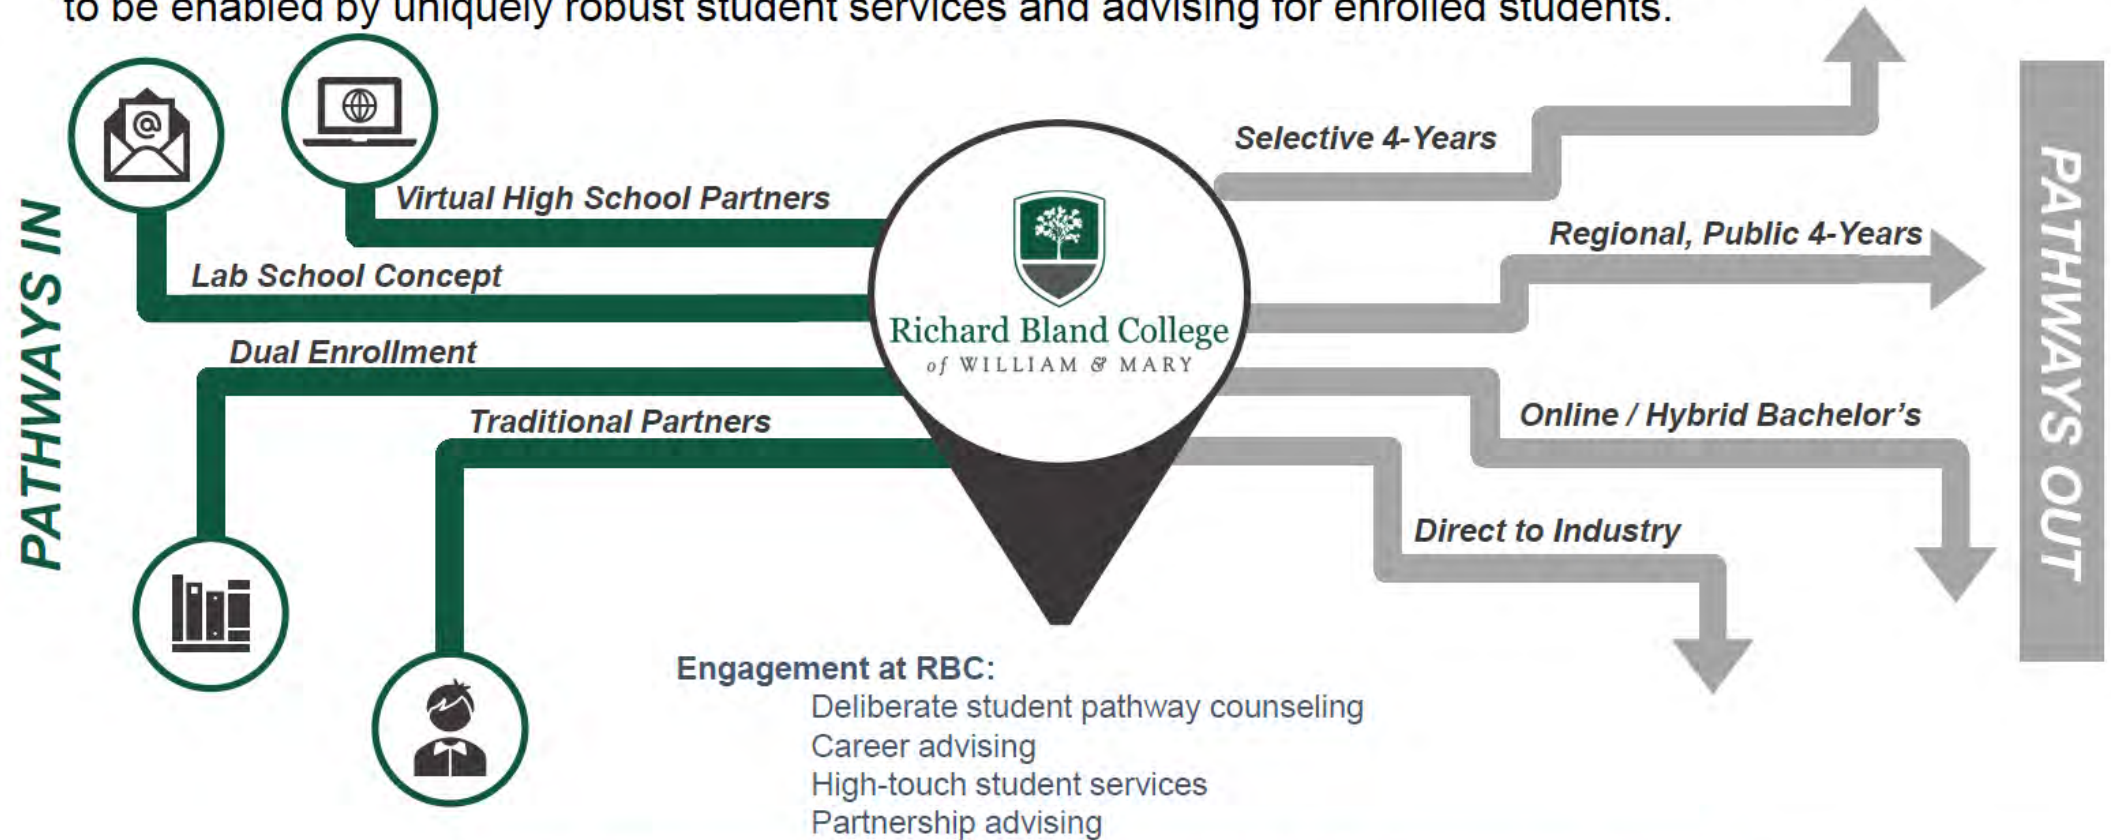 to be enabled by uniquely robust student services and advising for enrolled students.
PATHWAYS IN
@
Virtual High School Partners
Lab School Concept
Dual Enrollment
Traditional Partners
Richard Bland College
of WILLIAM & MARY
Selective 4-Years
Regional, Public 4-Years
Online / Hybrid Bachelor's
Direct to Industry
PATHWAYS OUT
Engagement at RBC:
Deliberate student pathway counseling
Career advising
High-touch student services
Partnership advising